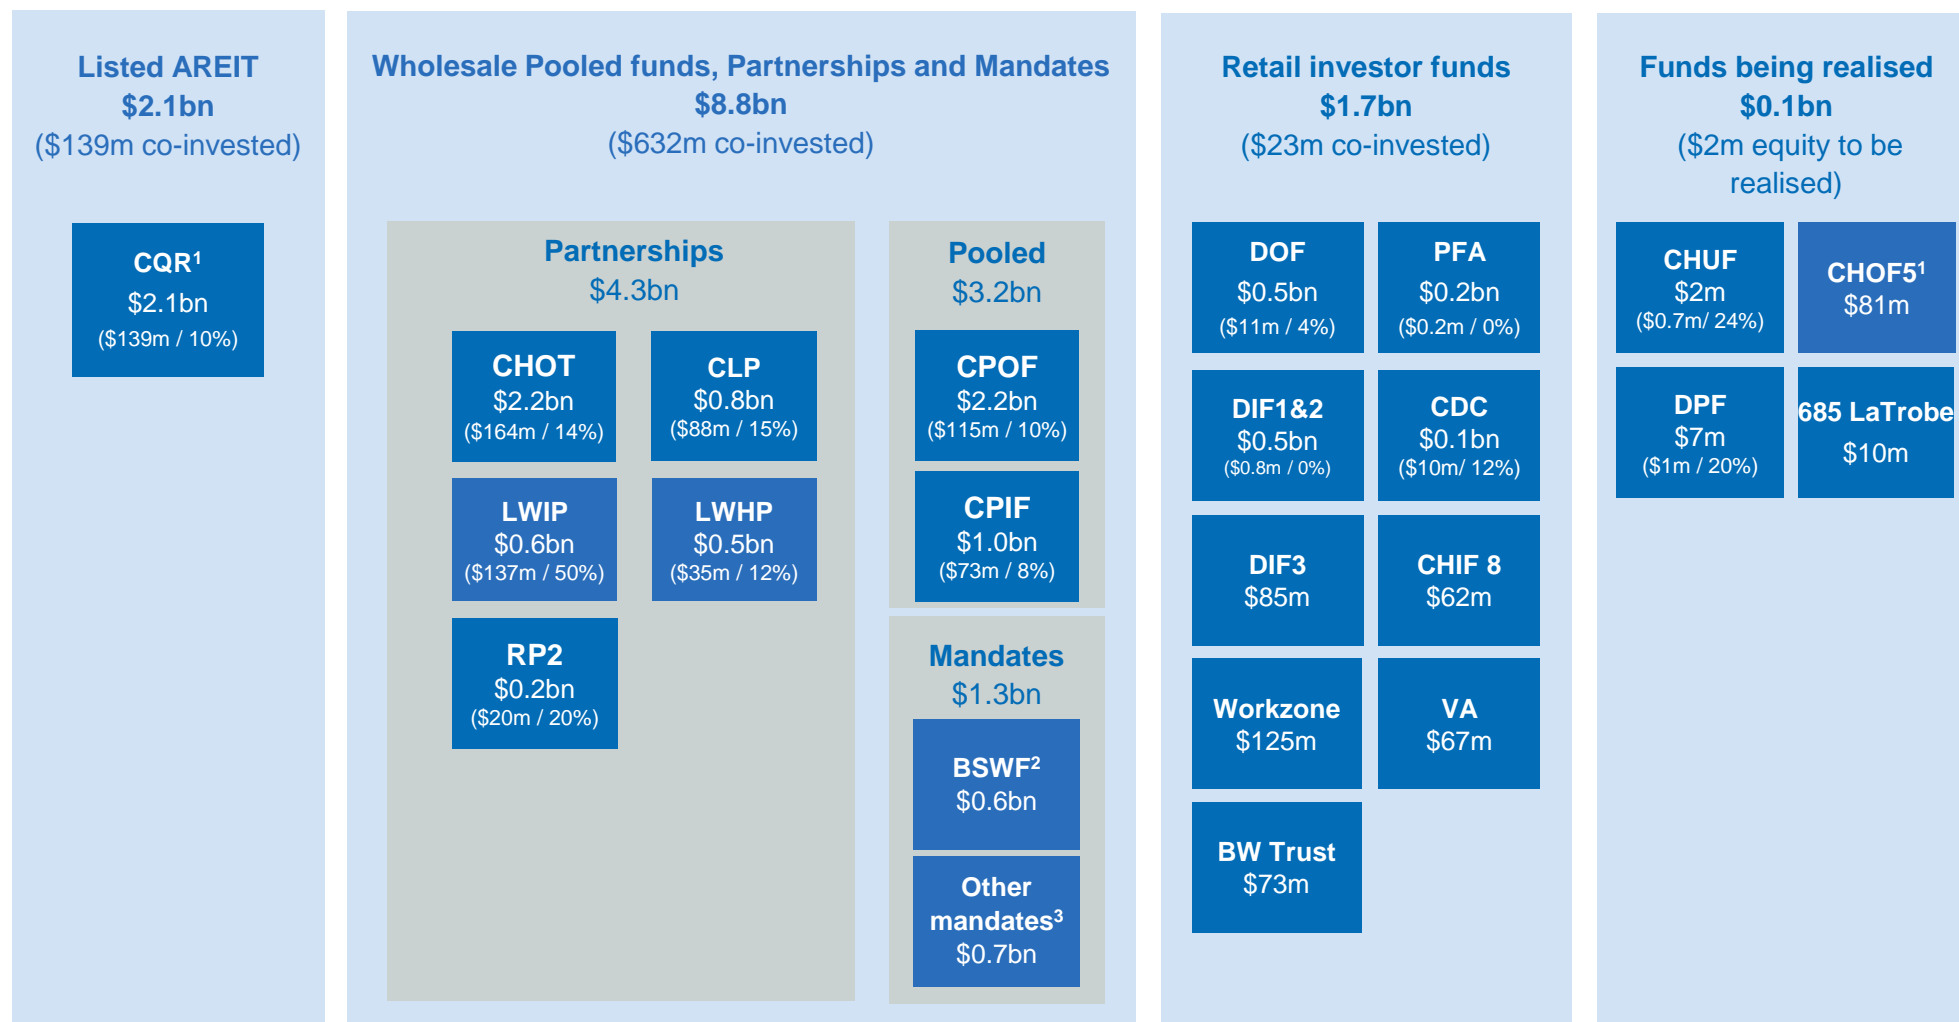 Listed AREIT
$2.1bn
($139m co-invested)
CQR¹
$2.1bn
($139m / 10%)
Wholesale Pooled funds, Partnerships and Mandates
$8.8bn
($632m co-invested)
Partnerships
$4.3bn
CHOT
$2.2bn
($164m / 14%)
CLP
$0.8bn
($88m / 15%)
LWIP
$0.6bn
($137m / 50%)
LWHP
$0.5bn
($35m / 12%)
RP2
$0.2bn
($20m / 20%)
Pooled
$3.2bn
CPOF
$2.2bn
($115m / 10%)
CPIF
$1.0bn
($73m / 8%)
Mandates
$1.3bn
BSWF²
$0.6bn
Other
mandates³
$0.7bn
Retail investor funds
$1.7bn
($23m co-invested)
DOF
$0.5bn
($11m / 4%)
PFA
$0.2bn
($0.2m / 0%)
DIF1&2
$0.5bn
($0.8m / 0%)
CDC
$0.1bn
($10m/ 12%)
DIF3
$85m
CHIF 8
$62m
Workzone
$125m
VA
$67m
BW Trust
$73m
Funds being realised
$0.1bn
($2m equity to be
realised)
CHUF
$2m
($0.7m/ 24%)
CHOF5¹
$81m
DPF
$7m
($1m / 20%)
685 LaTrobe
$10m